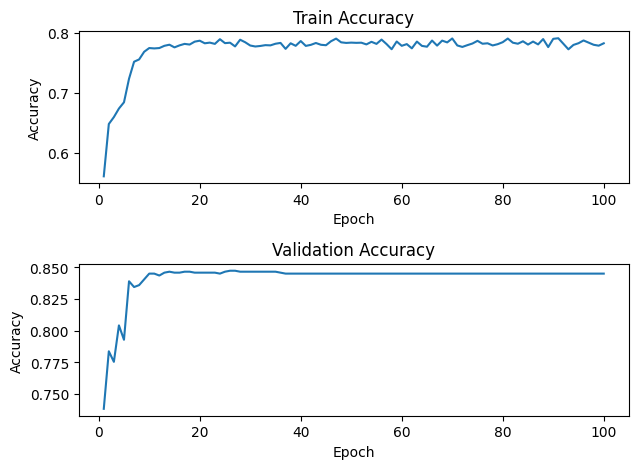 Train Accuracy
0.8
0.7
0.6
Accuracy
0 20 40 60 80 100
Epoch
Validation Accuracy
0.850
0.825
0.800
0.775
0.750
Accuracy
0 20 40 60 80 100
Epoch